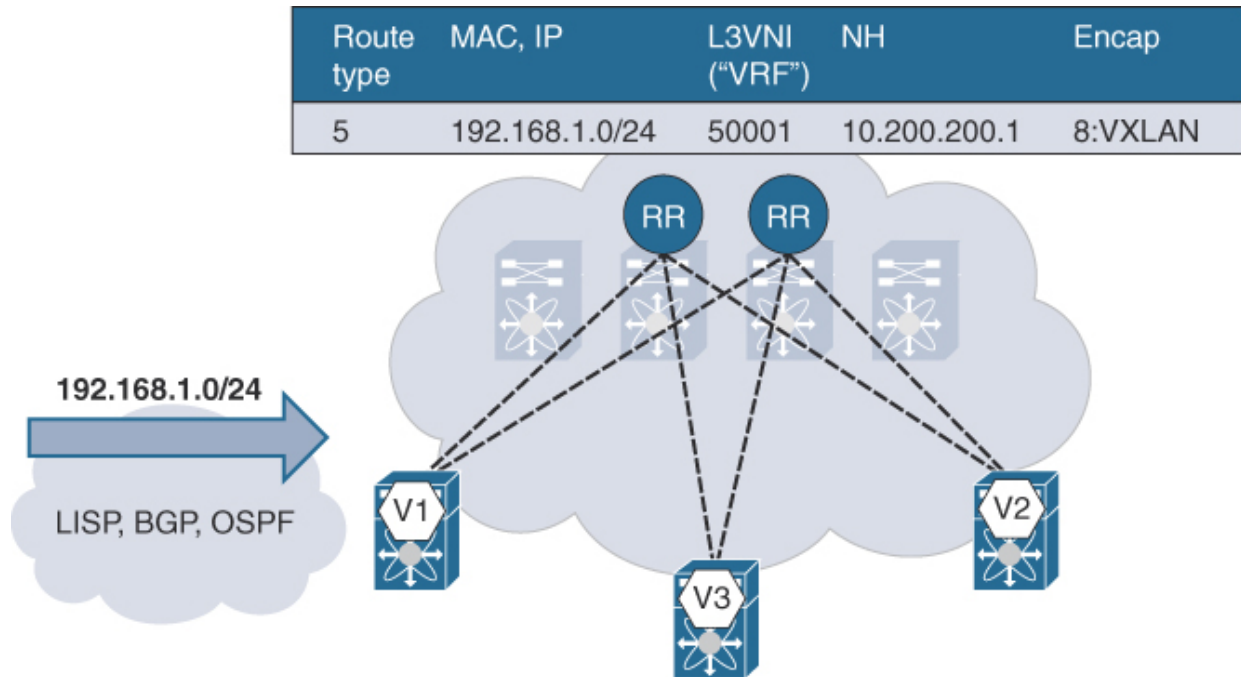 Route type MAC, IP L3VNI ("VRF") NH Encap
5 192.168.1.0/24 50001 10.200.200.1 8:VXLAN
RR RR
192.168.1.0/24
LISP, BGP, OSPF
V1
V2
V3